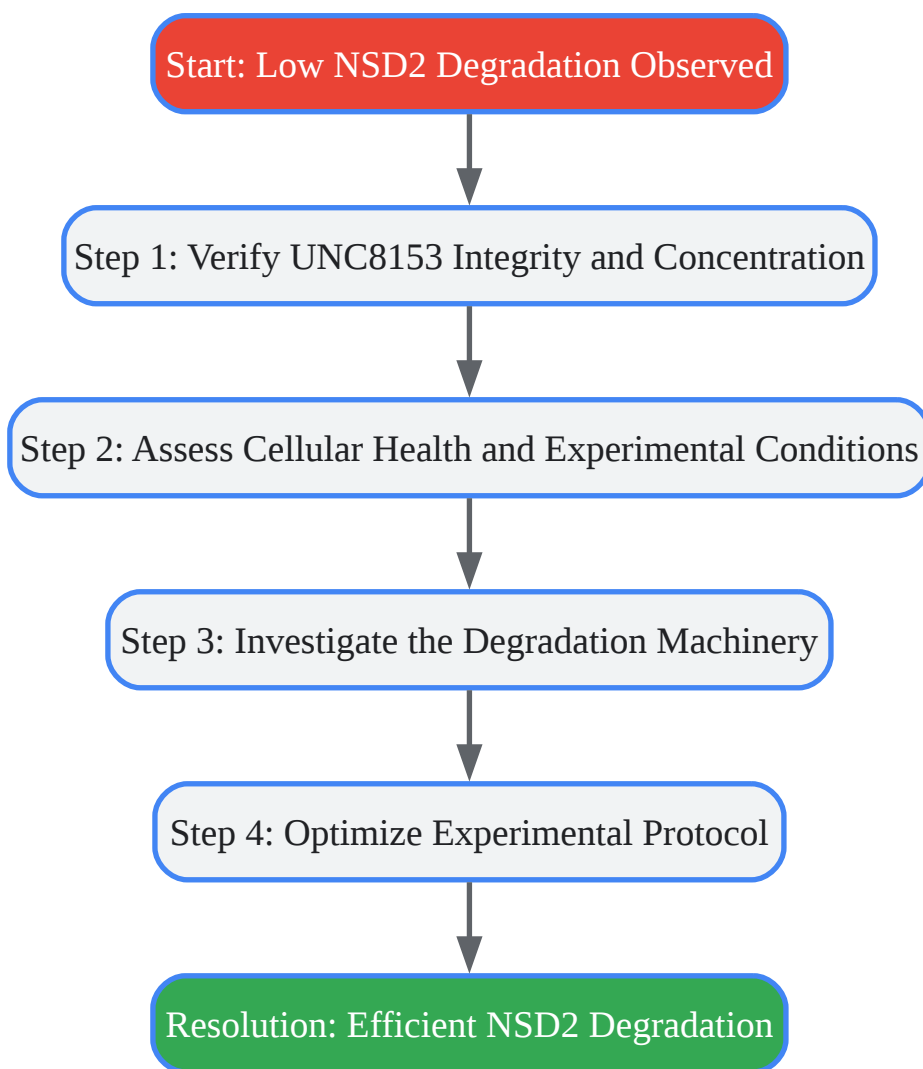 Start: Low NSD2 Degradation Observed
Step 1: Verify UNC8153 Integrity and Concentration
Step 2: Assess Cellular Health and Experimental Conditions
Step 3: Investigate the Degradation Machinery
Step 4: Optimize Experimental Protocol
Resolution: Efficient NSD2 Degradation